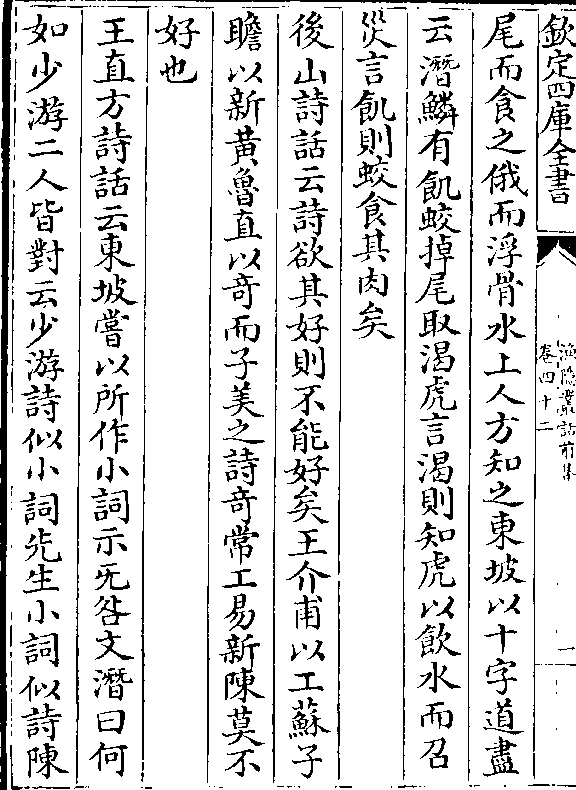 欽定四庫全書
漁隱叢話前集
卷四十二
一
尾而食之俄而浮骨水上人方知之東坡以十字道盡
云潛鱗有飢蛟掉尾取渴虎言渴則知虎以飲水而召
災言飢則蛟食其肉矣
後山詩話云詩欲其好則不能好矣王介甫以工蘇子
瞻以新黃魯直以奇而子美之詩奇常工易新陳莫不
好也
王直方詩話云東坡嘗以所作小詞示旡咎文潛曰何
如少游二人皆對云少游詩似小詞先生小詞似詩陳